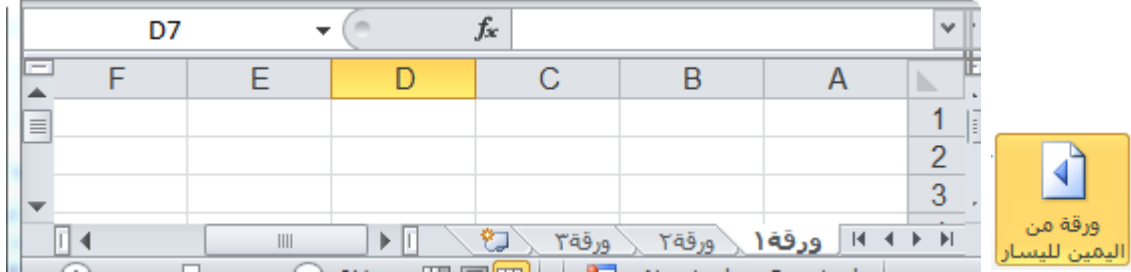 D7 fx
F E D C B A
1
2
3
ورقة١ ورقة٢ ورقة٣
ورقة من
اليمين لليسار